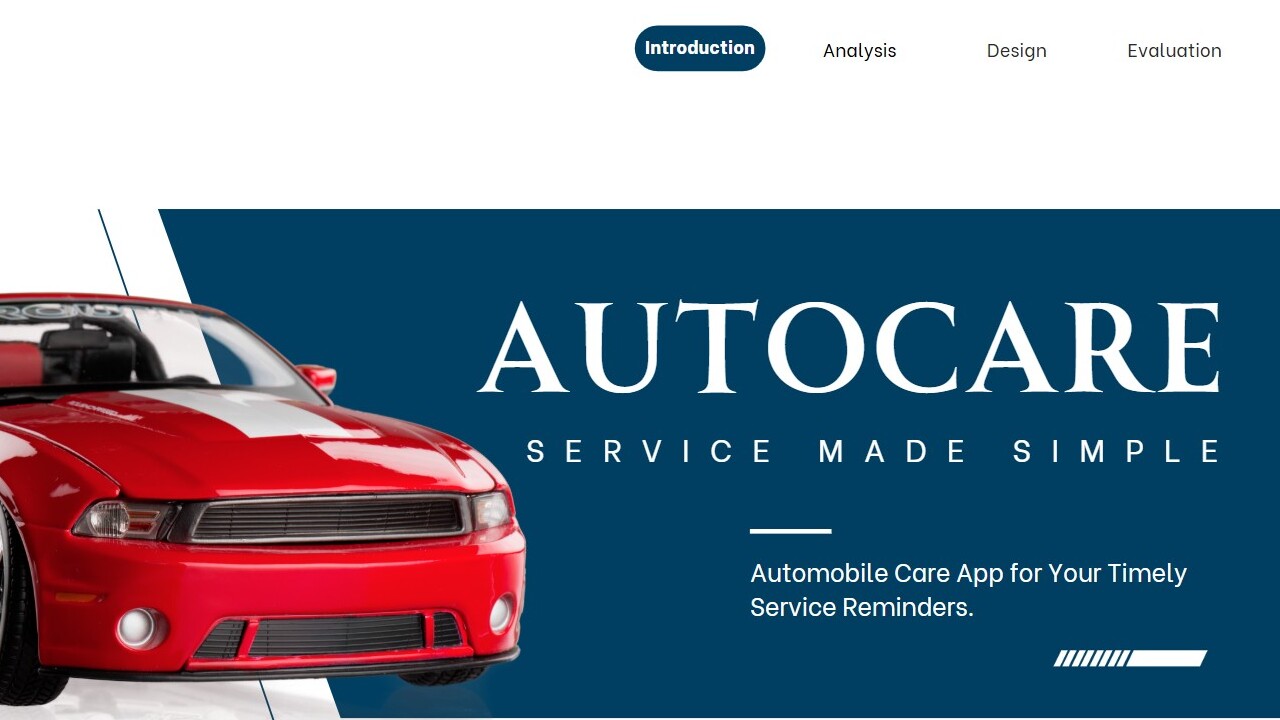 Introduction
Analysis
Design
Evaluation
AUTOCARE
SERVICE MADE SIMPLE
Automobile Care App for Your Timely
Service Reminders.